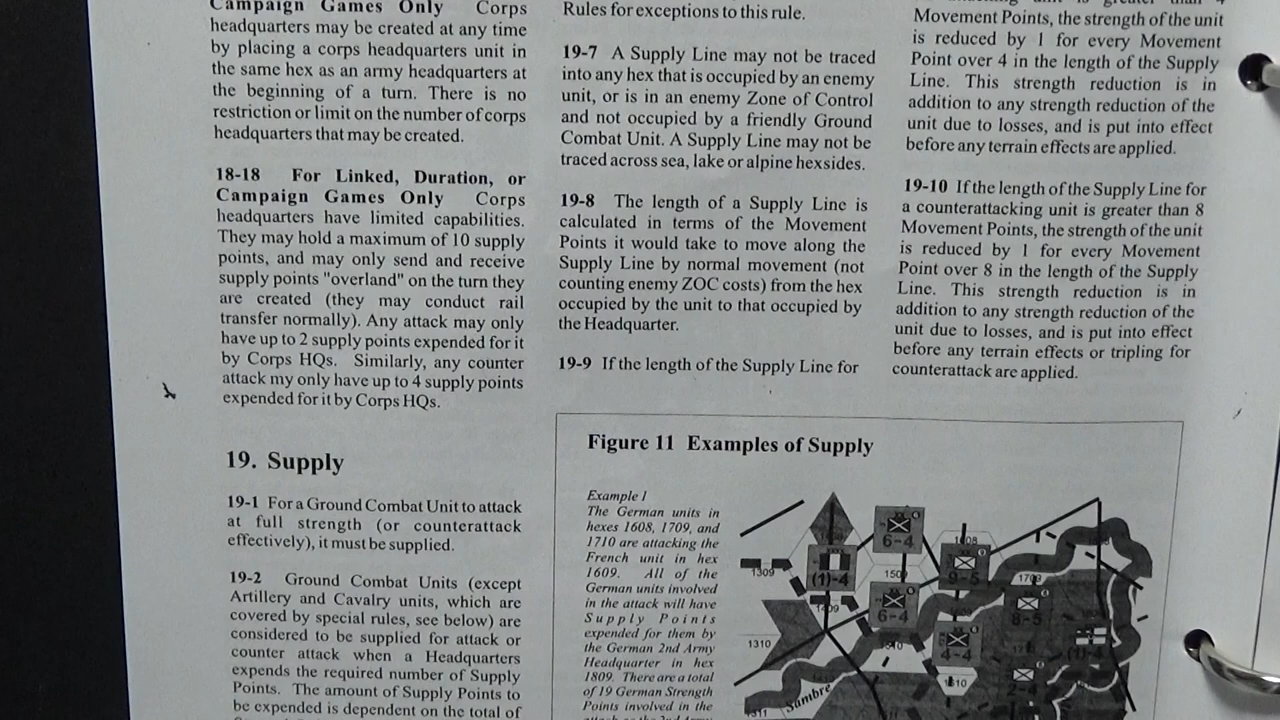 Campaign Games Only Corps
headquarters may be created at any time
by placing a corps headquarters unit in
the same hex as an army headquarters at
the beginning of a turn. There is no
restriction or limit on the number of corps
headquarters that may be created.
18-18 For Linked, Duration, or
Campaign Games Only Corps
headquarters have limited capabilities.
They may hold a maximum of 10 supply
points, and may only send and receive
supply points "overland" on the turn they
are created (they may conduct rail
transfer normally). Any attack may only
have up to 2 supply points expended for it
by Corps HQs. Similarly, any counter
attack my only have up to 4 supply points
expended for it by Corps HQs.
19. Supply
19-1 For a Ground Combat Unit to attack
at full strength (or counterattack
effectively), it must be supplied.
19-2 Ground Combat Units (except
Artillery and Cavalry units, which are
covered by special rules, see below) are
considered to be supplied for attack or
counter attack when a Headquarters
expends the required number of Supply
Points. The amount of Supply Points to
be expended is dependent on the total of
Rules for exceptions to this rule.
19-7 A Supply Line may not be traced
into any hex that is occupied by an enemy
unit, or is in an enemy Zone of Control
and not occupied by a friendly Ground
Combat Unit. A Supply Line may not be
traced across sea, lake or alpine hexsides.
19-8 The length of a Supply Line is
calculated in terms of the Movement
Points it would take to move along the
Supply Line by normal movement (not
counting enemy ZOC costs) from the hex
occupied by the unit to that occupied by
the Headquarter.
19-9 If the length of the Supply Line for
Movement Points, the strength of the unit
is reduced by 1 for every Movement
Point over 4 in the length of the Supply
Line. This strength reduction is in
addition to any strength reduction of the
unit due to losses, and is put into effect
before any terrain effects are applied.
19-10 If the length of the Supply Line for
a counterattacking unit is greater than 8
Movement Points, the strength of the unit
is reduced by 1 for every Movement
Point over 8 in the length of the Supply
Line. This strength reduction is in
addition to any strength reduction of the
unit due to losses, and is put into effect
before any terrain effects or tripling for
counterattack are applied.
Figure 11 Examples of Supply
Example 1
The German units in
hexes 1608, 1709, and
1710 are attacking the
French unit in hex
1609. All of the
German units involved
in the attack will have
Supply Points
expended for them by
the German 2nd Army
Headquarter in hex
1809. There are a total
of 19 German Strength
Points involved in the
6-4
1608
1309
(1)-4
1509
9-5
1709
1409
6-4
8-5
1310
4-4
(1)-4
1610
2-4
Sambre
1311